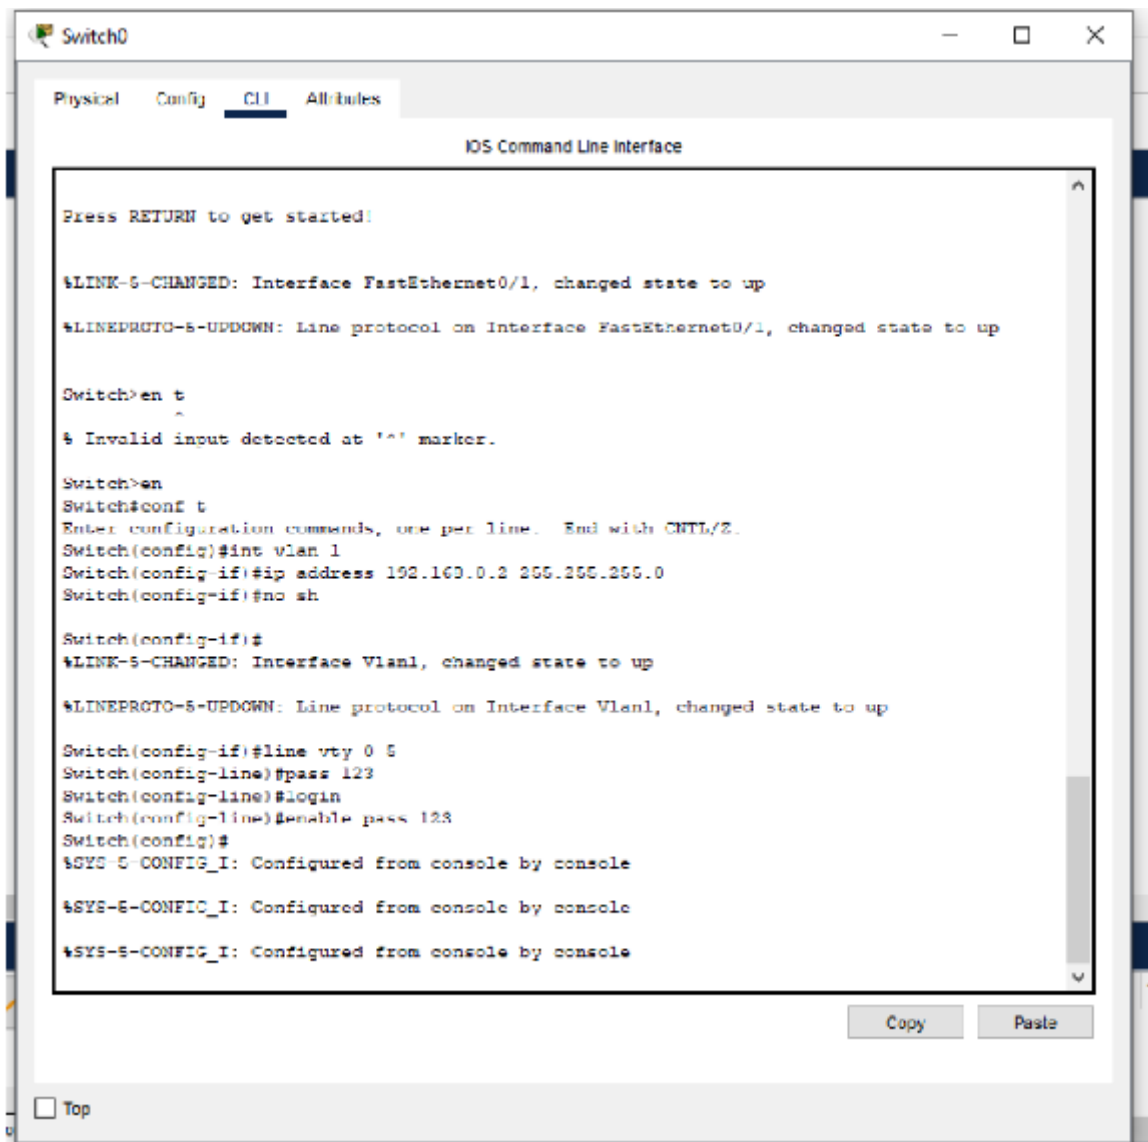 Switch0
Physical Config CLI Attributes
IOS Command Line Interface
Press RETURN to get started!
%LINK-5-CHANGED: Interface FastEthernet0/1, changed state to up
%LINEPROTO-5-UPDOWN: Line protocol on Interface FastEthernet0/1, changed state to up
Switch>en t
^
% Invalid input detected at '^' marker.
Switch>en
Switch#conf t
Enter configuration commands, one per line. End with CNTL/Z.
Switch(config)#int vlan 1
Switch(config-if)#ip address 192.168.0.2 255.255.255.0
Switch(config-if)#no sh
Switch(config-if)#
%LINK-5-CHANGED: Interface Vlan1, changed state to up
%LINEPROTO-5-UPDOWN: Line protocol on Interface Vlan1, changed state to up
Switch(config-if)#line vty 0 5
Switch(config-line)#pass 123
Switch(config-line)#login
Switch(config-line)#enable pass 123
Switch(config)#
%SYS-5-CONFIG_I: Configured from console by console
%SYS-5-CONFIG_I: Configured from console by console
%SYS-5-CONFIG_I: Configured from console by console
Copy Paste
Top